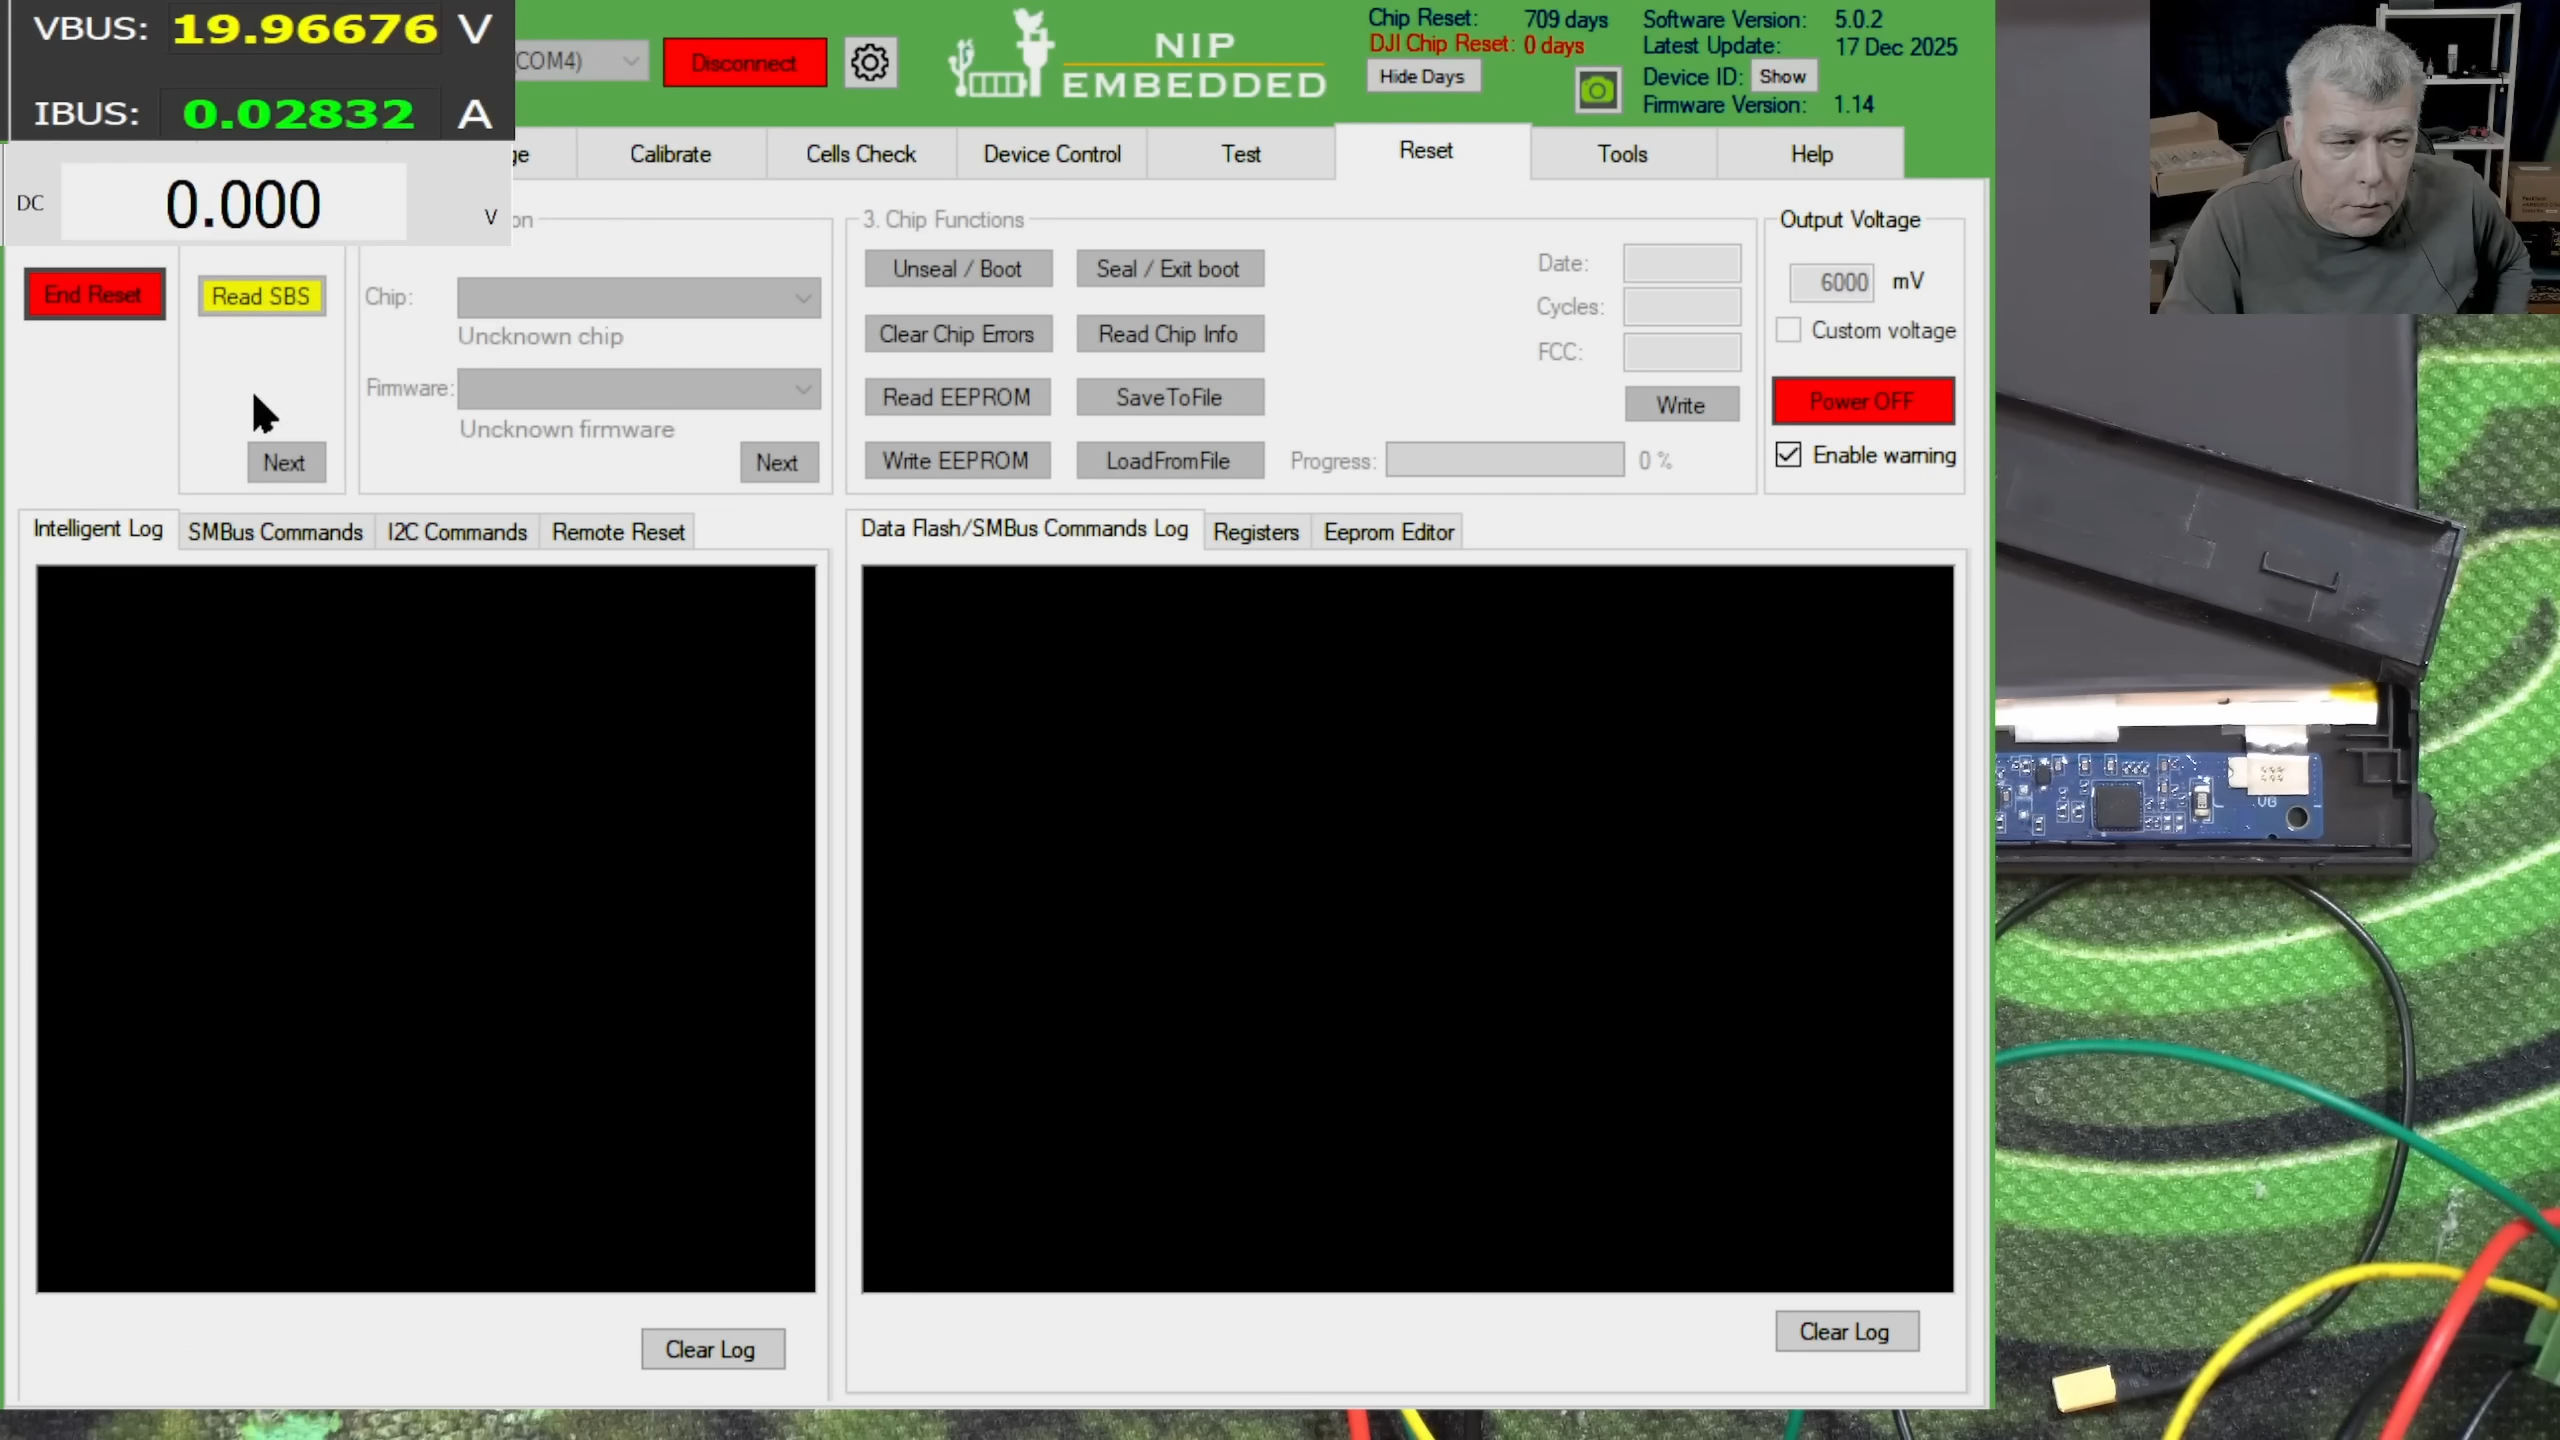 VBUS: 19.96676 V
IBUS: 0.02832 A
DC 0.000 V
COM4)
Disconnect
NIP
EMBEDDED
Chip Reset: 709 days
DJI Chip Reset: 0 days
Hide Days
Software Version: 5.0.2
Latest Update: 17 Dec 2025
Device ID: Show
Firmware Version: 1.14
ge
Calibrate
Cells Check
Device Control
Test
Reset
Tools
Help
on
End Reset
Read SBS
Next
Chip:
Uncknown chip
Firmware:
Uncknown firmware
Next
3. Chip Functions
Unseal / Boot
Seal / Exit boot
Clear Chip Errors
Read Chip Info
Read EEPROM
SaveToFile
Write EEPROM
LoadFromFile
Date:
Cycles:
FCC:
Write
Progress: 0 %
Output Voltage
6000 mV
Custom voltage
Power OFF
Enable warning
Intelligent Log
SMBus Commands
I2C Commands
Remote Reset
Data Flash/SMBus Commands Log
Registers
Eeprom Editor
Clear Log
Clear Log